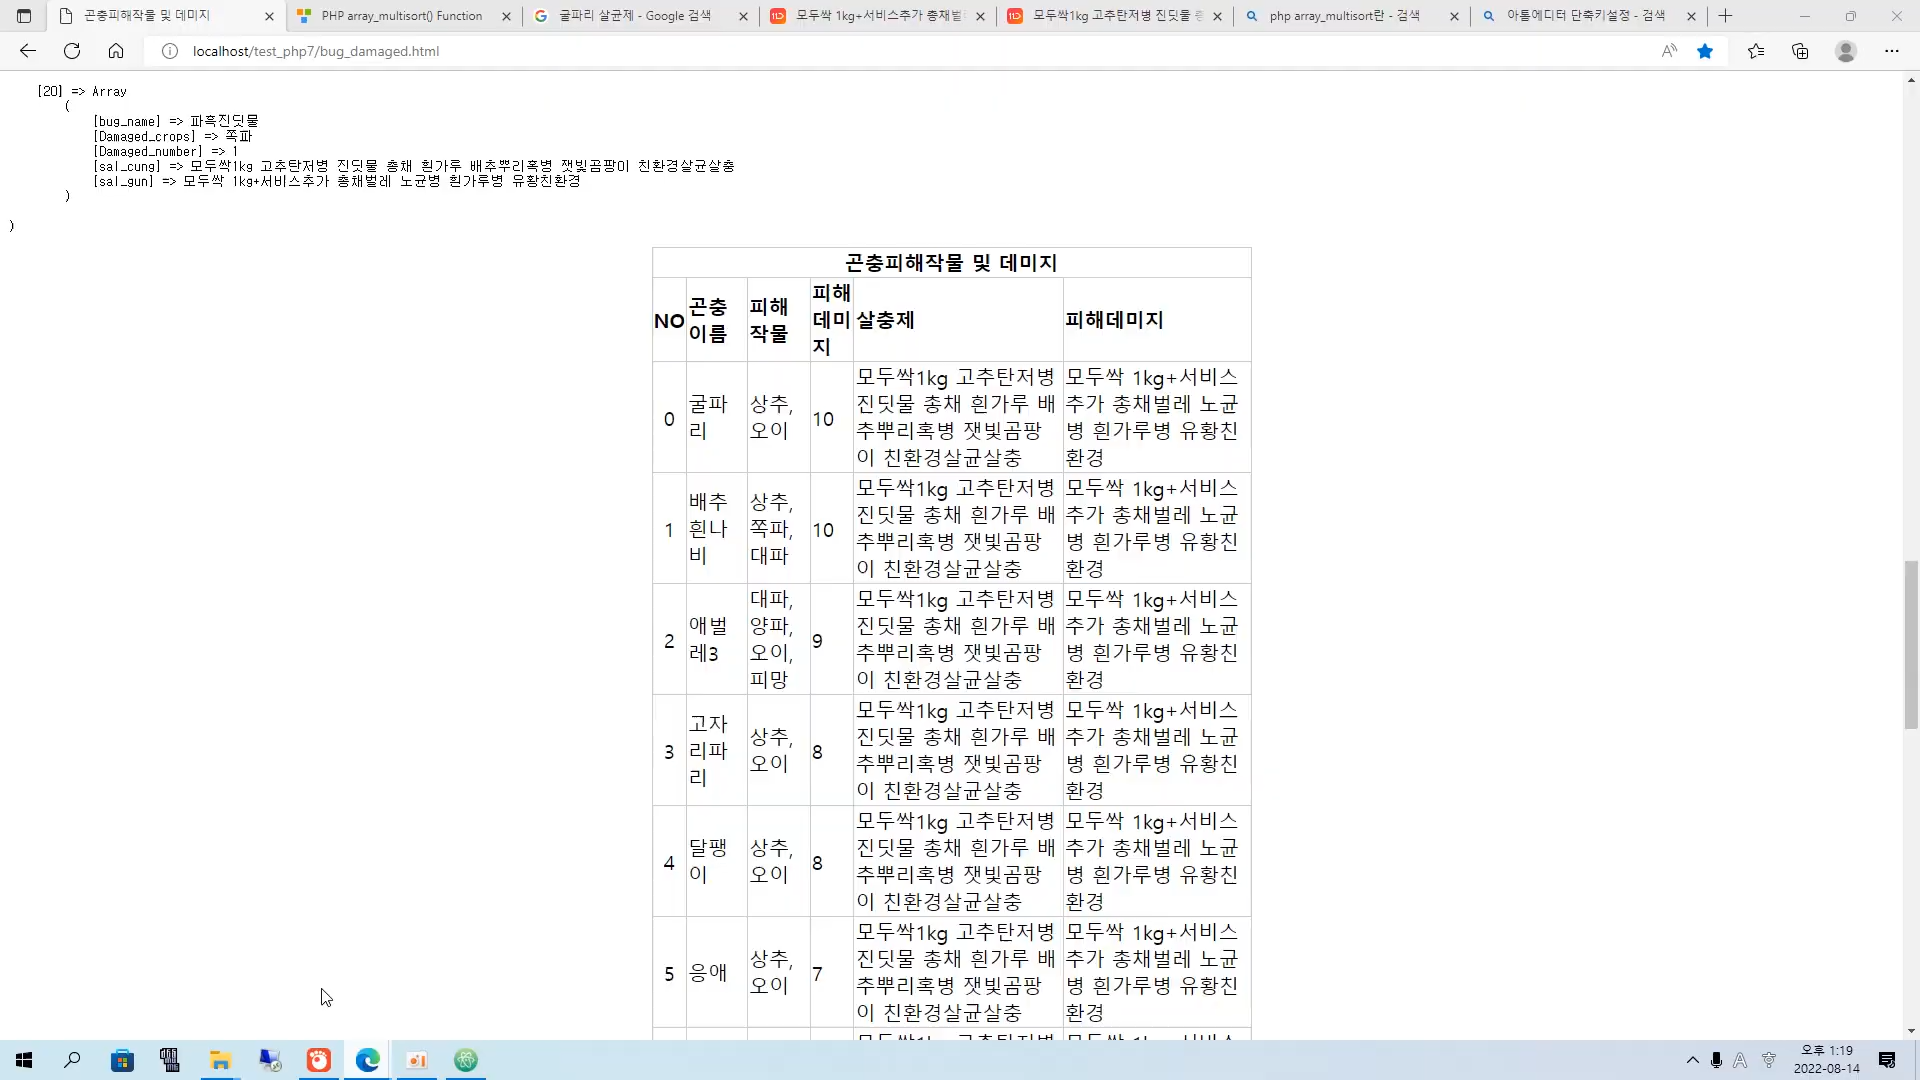 곤충피해작물 및 데미지
PHP array_multisort() Function
굴파리 살균제 - Google 검색
모두싹 1kg+서비스추가 총채벌
모두싹1kg 고추탄저병 진딧물 총
php array_multisort란 - 검색
아톰에디터 단축키설정 - 검색
localhost/test_php7/bug_damaged.html
[20] => Array
(
[bug_name] => 파흑진딧물
[Damaged_crops] => 쪽파
[Damaged_number] => 1
[sal_cung] => 모두싹1kg 고추탄저병 진딧물 총채 흰가루 배추뿌리혹병 잿빛곰팡이 친환경살균살충
[sal_gun] => 모두싹 1kg+서비스추가 총채벌레 노균병 흰가루병 유황친환경
)
)
곤충피해작물 및 데미지
NO
곤충
이름
피해
작물
피해
데미
지
살충제
피해데미지
0
굴파
리
상추,
오이
10
모두싹1kg 고추탄저병
진딧물 총채 흰가루 배
추뿌리혹병 잿빛곰팡
이 친환경살균살충
모두싹 1kg+서비스
추가 총채벌레 노균
병 흰가루병 유황친
환경
1
배추
흰나
비
상추,
쪽파,
대파
10
모두싹1kg 고추탄저병
진딧물 총채 흰가루 배
추뿌리혹병 잿빛곰팡
이 친환경살균살충
모두싹 1kg+서비스
추가 총채벌레 노균
병 흰가루병 유황친
환경
2
애벌
레3
대파,
양파,
오이,
피망
9
모두싹1kg 고추탄저병
진딧물 총채 흰가루 배
추뿌리혹병 잿빛곰팡
이 친환경살균살충
모두싹 1kg+서비스
추가 총채벌레 노균
병 흰가루병 유황친
환경
3
고자
리파
리
상추,
오이
8
모두싹1kg 고추탄저병
진딧물 총채 흰가루 배
추뿌리혹병 잿빛곰팡
이 친환경살균살충
모두싹 1kg+서비스
추가 총채벌레 노균
병 흰가루병 유황친
환경
4
달팽
이
상추,
오이
8
모두싹1kg 고추탄저병
진딧물 총채 흰가루 배
추뿌리혹병 잿빛곰팡
이 친환경살균살충
모두싹 1kg+서비스
추가 총채벌레 노균
병 흰가루병 유황친
환경
5
응애
상추,
오이
7
모두싹1kg 고추탄저병
진딧물 총채 흰가루 배
추뿌리혹병 잿빛곰팡
이 친환경살균살충
모두싹 1kg+서비스
추가 총채벌레 노균
병 흰가루병 유황친
환경
A
오후 1:19
2022-08-14